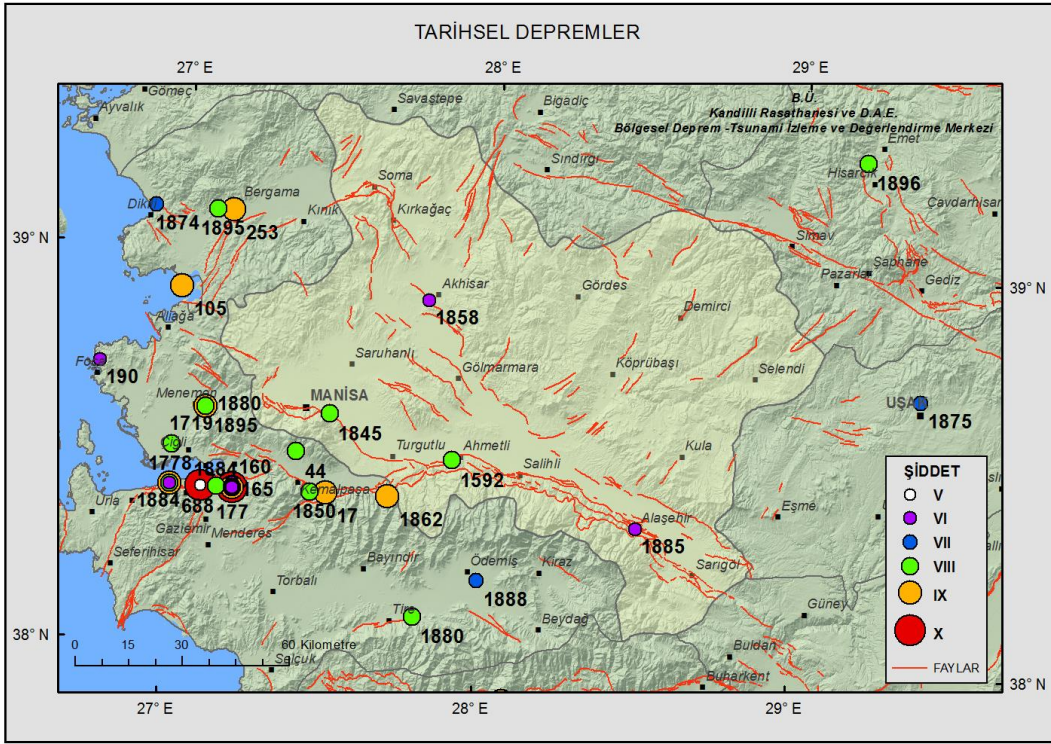 TARİHSEL DEPREMLER
27° E
28° E
29° E
B.Ü.
Kandilli Rasathanesi ve D.A.E.
Bölgesel Deprem -Tsunami İzleme ve Değerlendirme Merkezi
Gömeç
Ayvalık
Savaştepe
Bigadiç
Sındırgı
Emet
Hisarcık
1896
Çavdarhisar
Soma
Bergama
Dikili
1874
1895
253
Kınık
Kırkağaç
39° N
Simav
Şaphane
Pazarlar
Gediz
39° N
105
Aliağa
Akhisar
1858
Gördes
Demirci
Foça
190
Saruhanlı
Gölmarmara
Köprübaşı
Selendi
Menemen
1880
1719
1895
MANİSA
1845
UŞAK
1875
Çiğli
1778
1884
160
44
Turgutlu
Ahmetli
1592
Salihli
Kula
1884
688
177
165
Kemalpaşa
1850
17
1862
Urla
Gaziemir
Menderes
Alaşehir
1885
Eşme
Seferihisar
Bayındır
Ödemiş
1888
Kiraz
Sarıgöl
Torbalı
Tire
1880
Beydağ
Güney
38° N
0 15 30 60 Kilometre
Selçuk
Buldan
Buharkent
38° N
ŞİDDET
V
VI
VII
VIII
IX
X
FAYLAR
27° E
28° E
29° E